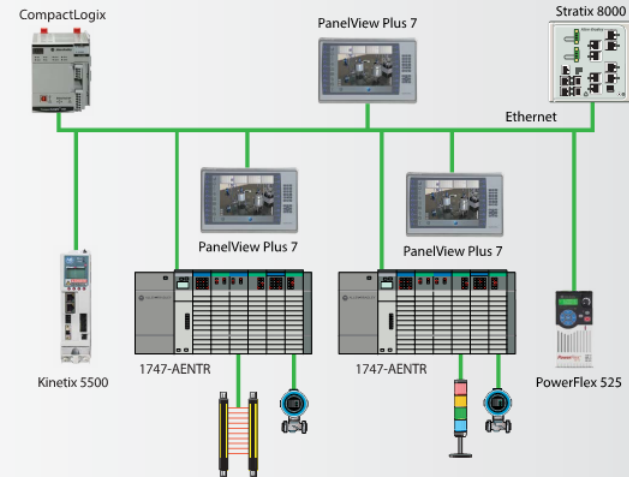 CompactLogix
PanelView Plus 7
Stratix 8000
Ethernet
PanelView Plus 7
PanelView Plus 7
Kinetix 5500
1747-AENTR
1747-AENTR
PowerFlex 525